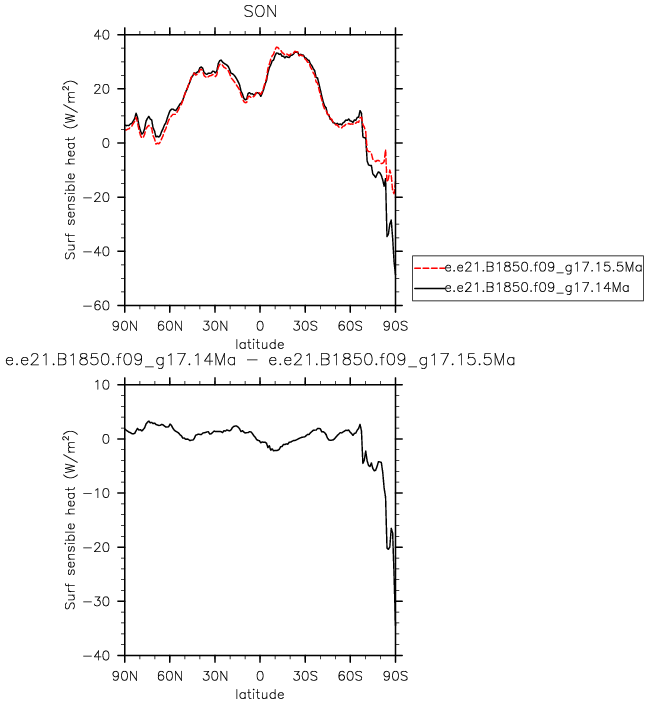 SON
40
20
0
-20
-40
-60
Surf sensible heat (W/m²)
90N 60N 30N 0 30S 60S 90S
latitude
e.e21.B1850.f09_g17.15.5Ma
e.e21.B1850.f09_g17.14Ma
e.e21.B1850.f09_g17.14Ma - e.e21.B1850.f09_g17.15.5Ma
10
0
-10
-20
-30
-40
Surf sensible heat (W/m²)
90N 60N 30N 0 30S 60S 90S
latitude